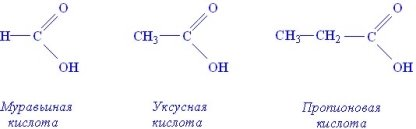 O O O
H—C CH3—C CH3—CH2—C
OH OH OH
Муравьиная Уксусная Пропионовая
кислота кислота кислота